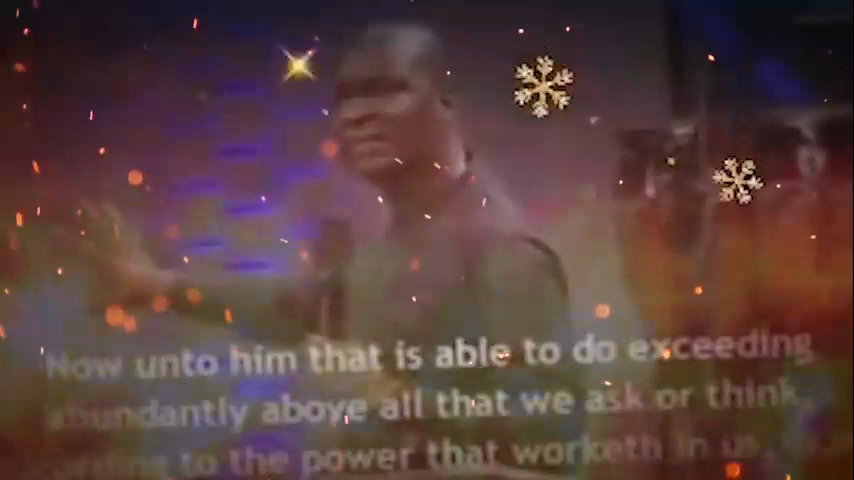 Now unto him that is able to do exceeding
abundantly above all that we ask or think,
to the power that worketh in us,